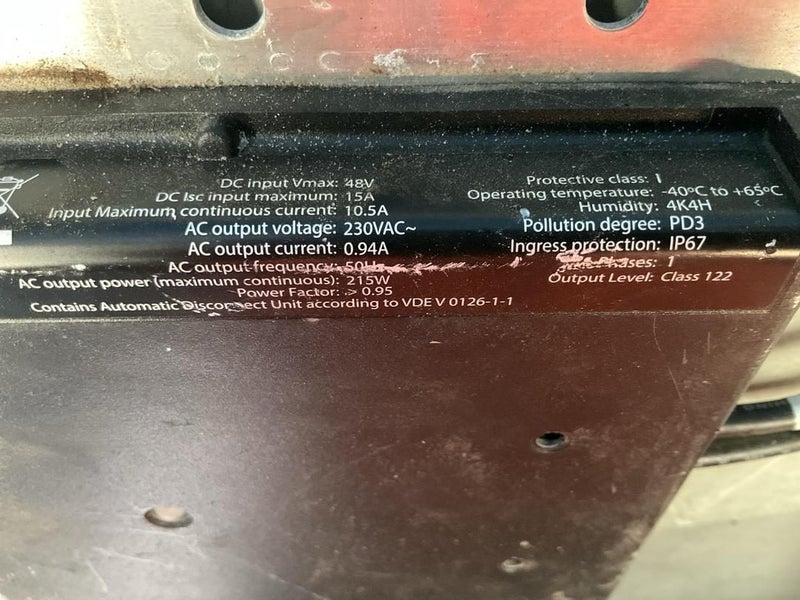 DC input Vmax: 48V
DC Isc input maximum: 15A
Input Maximum continuous current: 10.5A
AC output voltage: 230VAC~
AC output current: 0.94A
AC output frequency: 50Hz
AC output power (maximum continuous): 215W
Power Factor: > 0.95
Contains Automatic Disconnect Unit according to VDE V 0126-1-1
Protective class: I
Operating temperature: -40ºC to +65ºC
Humidity: 4K4H
Pollution degree: PD3
Ingress protection: IP67
Phases: 1
Output Level: Class 122